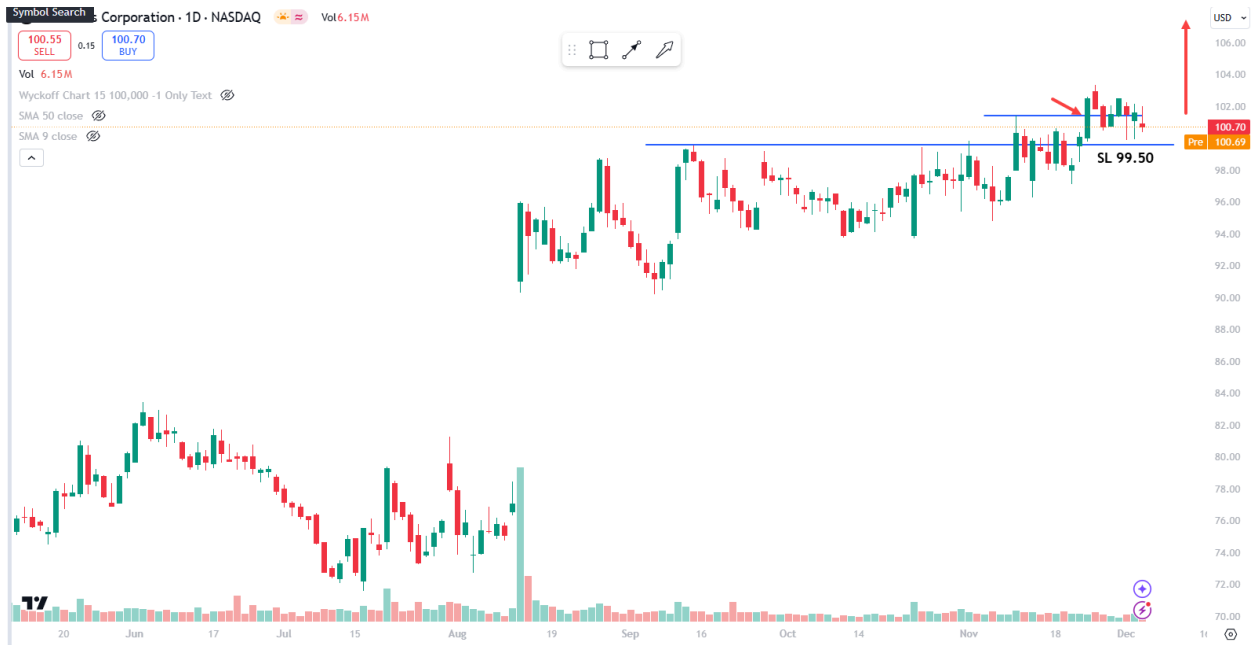 Symbol Search
s Corporation · 1D · NASDAQ Vol6.15M
USD
100.55
SELL
0.15
100.70
BUY
Vol 6.15M
Wyckoff Chart 15 100,000 -1 Only Text
SMA 50 close
SMA 9 close
106.00
104.00
102.00
100.70
Pre 100.69
SL 99.50
98.00
96.00
94.00
92.00
90.00
88.00
86.00
84.00
82.00
80.00
78.00
76.00
74.00
72.00
70.00
20 Jun 17 Jul 15 Aug 19 Sep 16 Oct 14 Nov 18 Dec